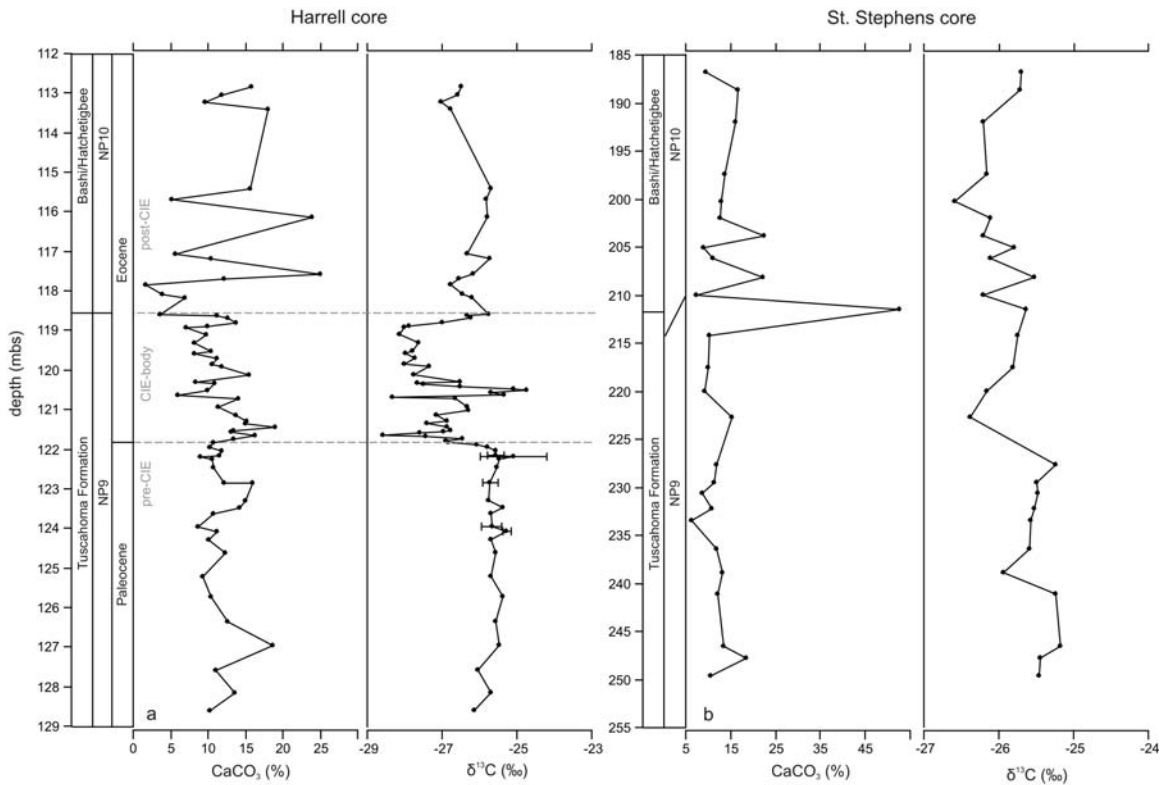 Harrell core
St. Stephens core
depth (mbs)
112
113
114
115
116
117
118
119
120
121
122
123
124
125
126
127
128
129
Bashi/Hatchetigbee
Tuscahoma Formation
NP10
NP9
Eocene
Paleocene
post-CIE
CIE-body
pre-CIE
a
0 5 10 15 20 25 30
CaCO₃ (%)
-29 -27 -25 -23
δ¹³C (‰)
185
190
195
200
205
210
215
220
225
230
235
240
245
250
255
Bashi/Hatchetigbee
Tuscahoma Formation
NP10
NP9
b
5 15 25 35 45 55
CaCO₃ (%)
-27 -26 -25 -24
δ¹³C (‰)